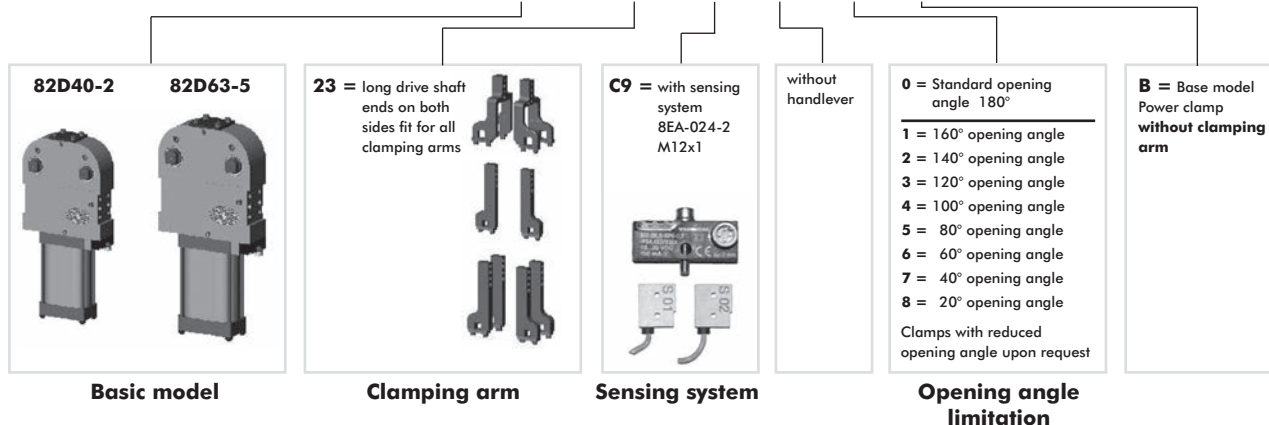 82D40-2 82D63-5
23 = long drive shaft
ends on both
sides fit for all
clamping arms
C9 = with sensing
system
8EA-024-2
M12x1
S 01
S 02
without
handlever
0 = Standard opening
angle 180°
1 = 160° opening angle
2 = 140° opening angle
3 = 120° opening angle
4 = 100° opening angle
5 = 80° opening angle
6 = 60° opening angle
7 = 40° opening angle
8 = 20° opening angle
Clamps with reduced
opening angle upon request
B = Base model
Power clamp
without clamping
arm
Basic model
Clamping arm
Sensing system
Opening angle
limitation